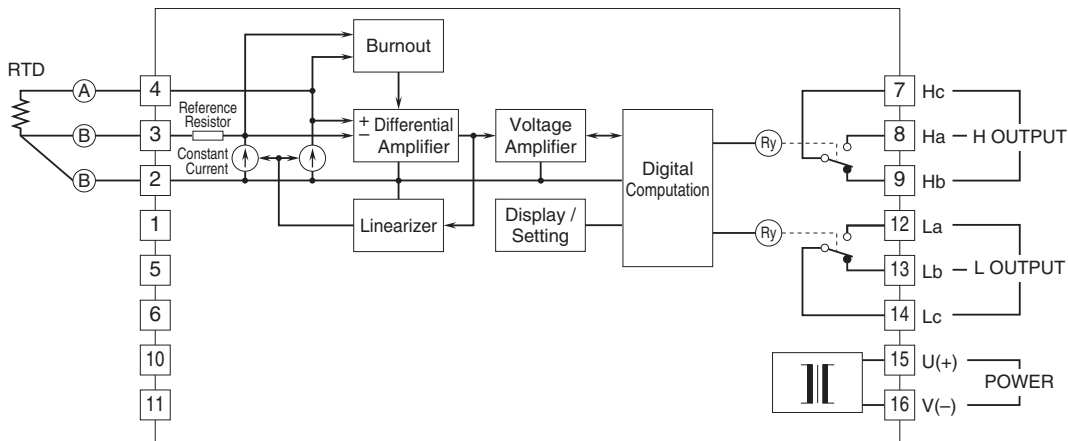 RTD
A
B
B
4
3
2
1
5
6
10
11
Reference
Resistor
Constant
Current
Burnout
+
−
Differential
Amplifier
Linearizer
Voltage
Amplifier
Display /
Setting
Digital
Computation
Ry
Ry
7 Hc
8 Ha
H OUTPUT
9 Hb
12 La
13 Lb
L OUTPUT
14 Lc
15 U(+)
POWER
16 V(–)